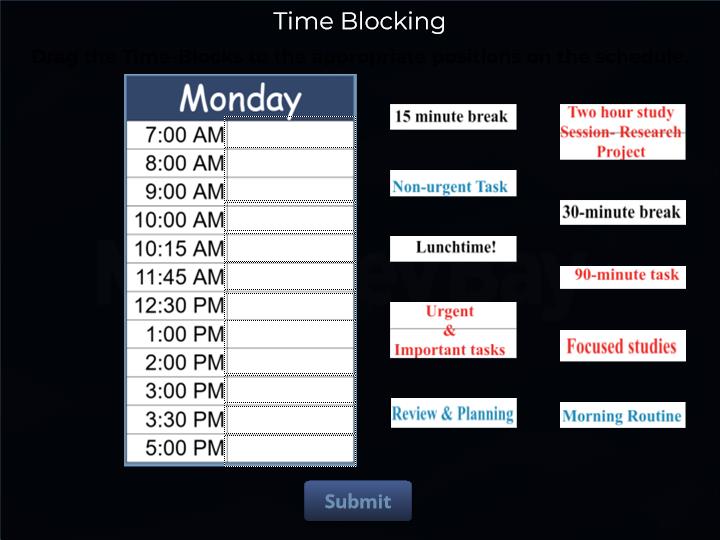 Time Blocking
Drag the Time-Blocks to the appropriate positions on the schedule.
Monday
7:00 AM
8:00 AM
9:00 AM
10:00 AM
10:15 AM
11:45 AM
12:30 PM
1:00 PM
2:00 PM
3:00 PM
3:30 PM
5:00 PM
15 minute break
Non-urgent Task
Lunchtime!
Urgent
&
Important tasks
Review & Planning
Two hour study
Session- Research
Project
30-minute break
90-minute task
Focused studies
Morning Routine
Submit